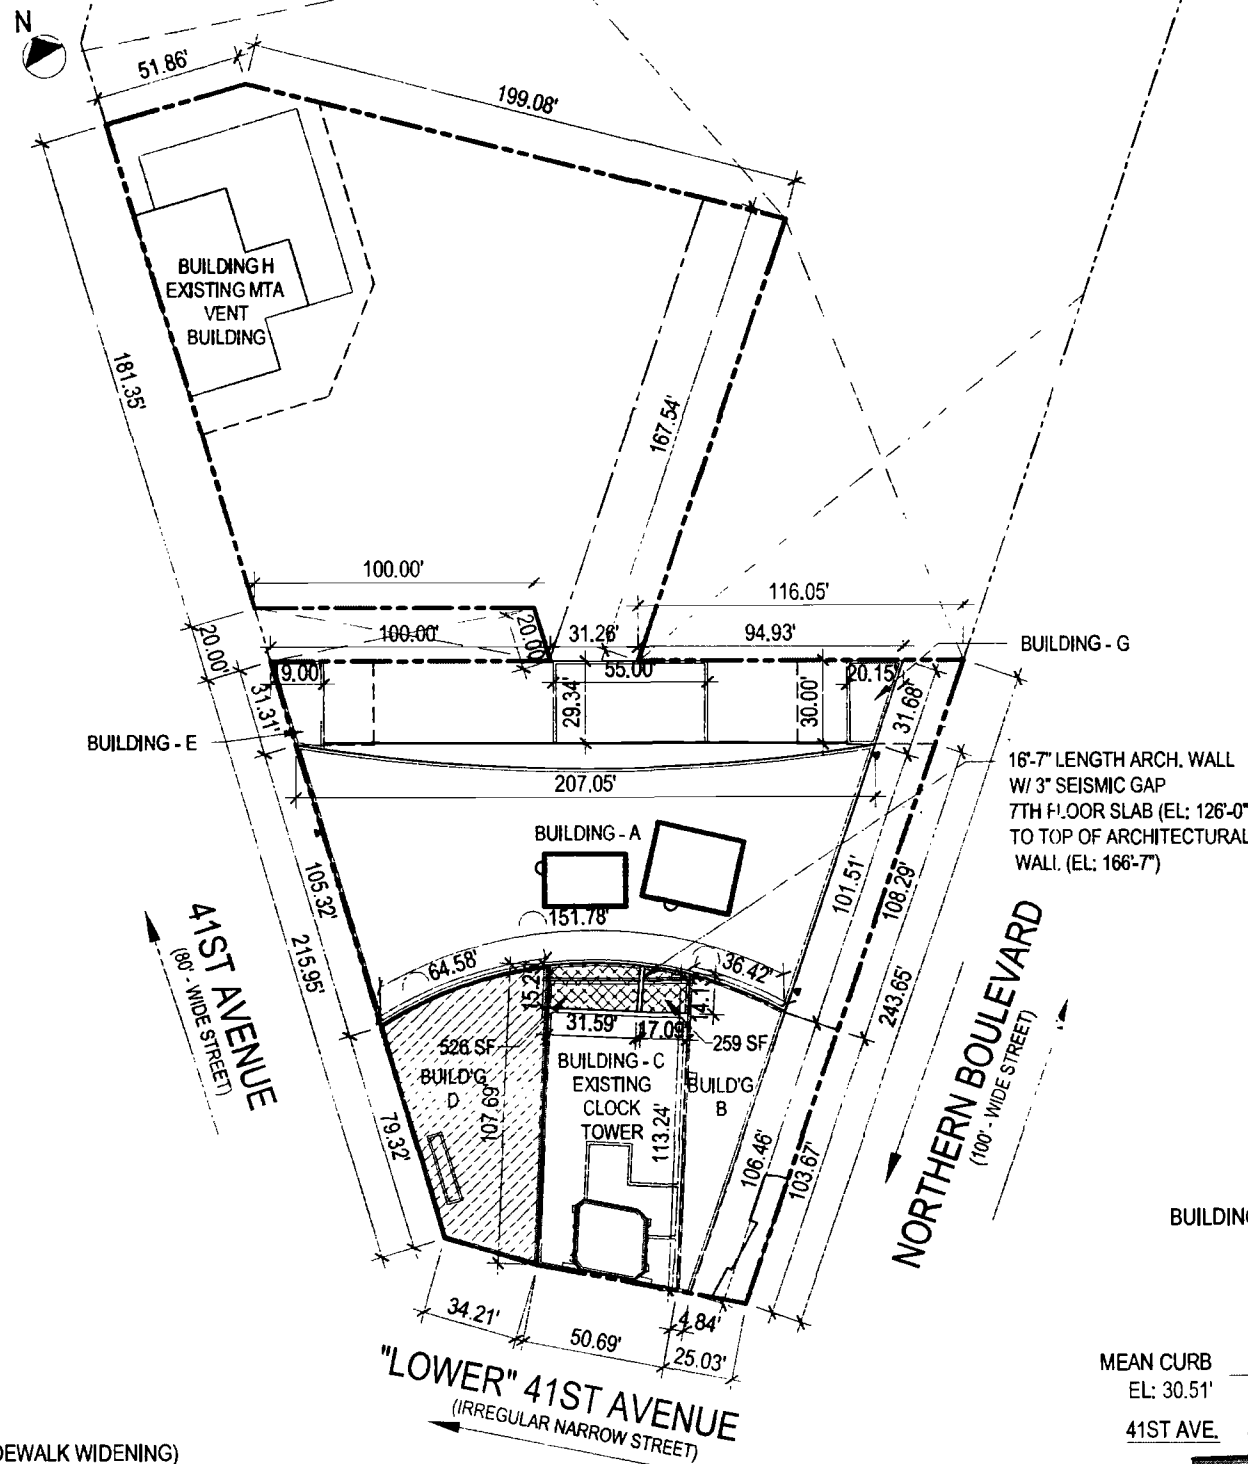 N
51.86'
199.08'
BUILDING H
EXISTING MTA
VENT
BUILDING
181.35'
167.54'
100.00'
116.05'
20.00'
100.00'
20.00'
31.26'
94.93'
BUILDING - G
9.00'
55.00'
20.15'
31.31'
29.34'
30.00'
31.68'
BUILDING - E
207.05'
16'-7" LENGTH ARCH. WALL
W/ 3" SEISMIC GAP
7TH FLOOR SLAB (EL: 126'-0"
TO TOP OF ARCHITECTURAL
WALL (EL: 166'-7")
BUILDING - A
105.32'
101.51'
108.29'
151.78'
41ST AVENUE
(80' - WIDE STREET)
215.95'
64.58'
36.42'
243.65'
31.59'
17.09'
526 SF
259 SF
BUILD'G
D
107.69'
BUILDING - C
EXISTING
CLOCK
TOWER
113.24'
BUILD'G
B
NORTHERN BOULEVARD
(100' - WIDE STREET)
79.32'
106.46'
103.67'
34.21'
50.69'
4.84'
25.03'
"LOWER" 41ST AVENUE
(IRREGULAR NARROW STREET)
BUILDING
MEAN CURB
EL: 30.51'
41ST AVE.
DEWALK WIDENING)